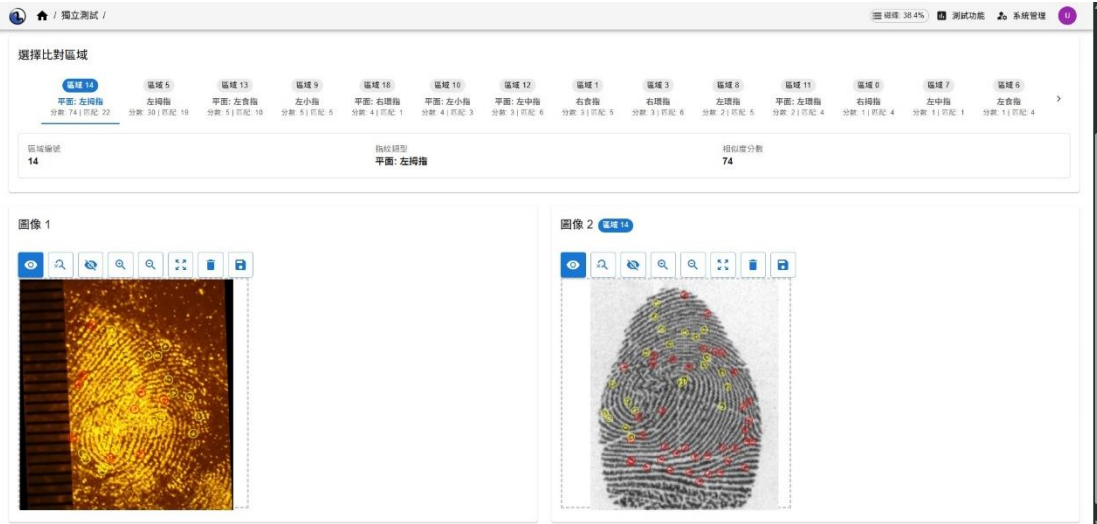 / 獨立測試 /
磁碟: 38.4%
測試功能
系統管理
U
選擇比對區域
區域 14
平面: 左拇指
分數: 74 | 匹配: 22
區域 5
左拇指
分數: 30 | 匹配: 19
區域 13
平面: 左食指
分數: 5 | 匹配: 10
區域 9
左小指
分數: 5 | 匹配: 5
區域 18
平面: 右環指
分數: 4 | 匹配: 1
區域 10
平面: 左小指
分數: 4 | 匹配: 3
區域 12
平面: 左中指
分數: 3 | 匹配: 6
區域 1
右食指
分數: 3 | 匹配: 5
區域 3
右環指
分數: 3 | 匹配: 6
區域 8
左環指
分數: 2 | 匹配: 5
區域 11
平面: 左環指
分數: 2 | 匹配: 4
區域 0
右拇指
分數: 1 | 匹配: 4
區域 7
左中指
分數: 1 | 匹配: 1
區域 6
左食指
分數: 1 | 匹配: 4
區域編號
14
指紋類型
平面: 左拇指
相似度分數
74
圖像 1
圖像 2
區域 14